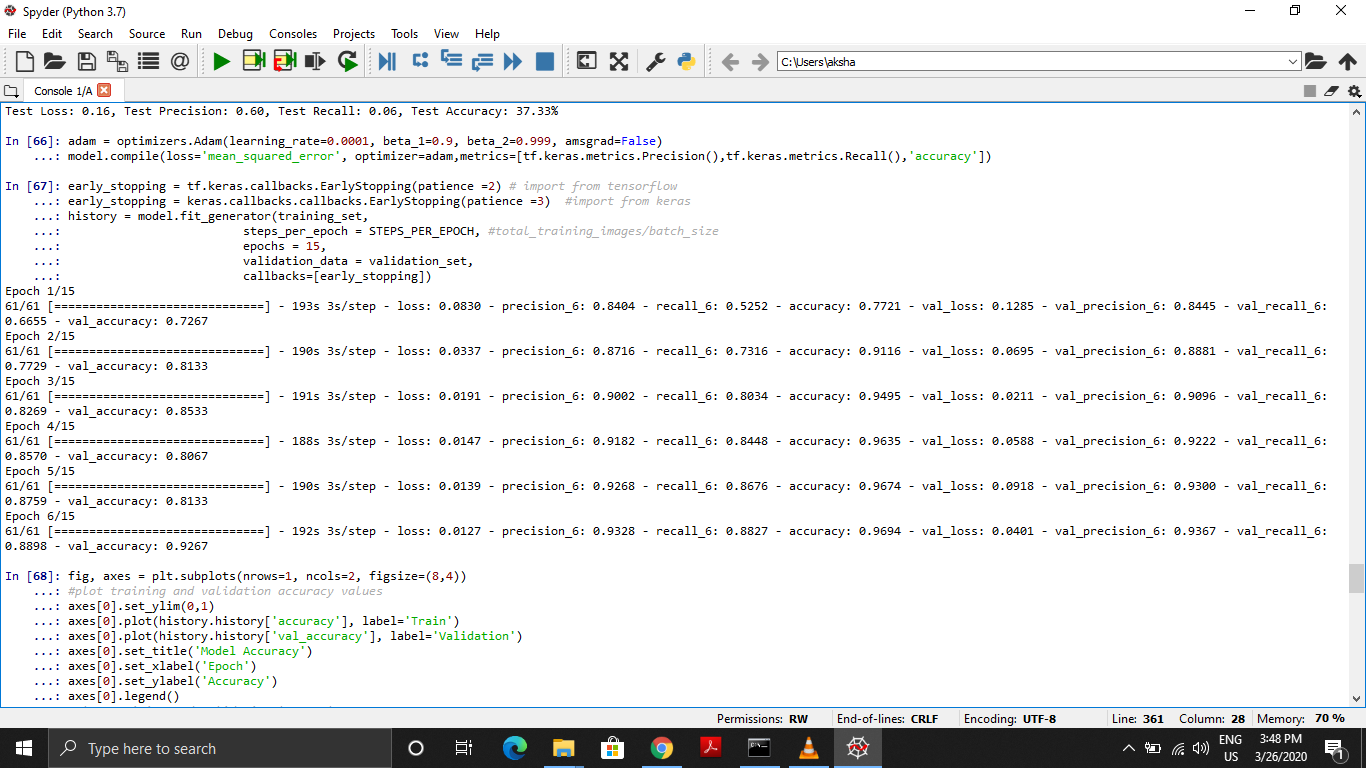 Spyder (Python 3.7)
File Edit Search Source Run Debug Consoles Projects Tools View Help
C:\Users\aksha
Console 1/A
Test Loss: 0.16, Test Precision: 0.60, Test Recall: 0.06, Test Accuracy: 37.33%
In [66]: adam = optimizers.Adam(learning_rate=0.0001, beta_1=0.9, beta_2=0.999, amsgrad=False)
...: model.compile(loss='mean_squared_error', optimizer=adam,metrics=[tf.keras.metrics.Precision(),tf.keras.metrics.Recall(),'accuracy'])
In [67]: early_stopping = tf.keras.callbacks.EarlyStopping(patience =2) # import from tensorflow
...: early_stopping = keras.callbacks.callbacks.EarlyStopping(patience =3)  #import from keras
...: history = model.fit_generator(training_set,
...: steps_per_epoch = STEPS_PER_EPOCH, #total_training_images/batch_size
...: epochs = 15,
...: validation_data = validation_set,
...: callbacks=[early_stopping])
Epoch 1/15
61/61 [==============================] - 193s 3s/step - loss: 0.0830 - precision_6: 0.8404 - recall_6: 0.5252 - accuracy: 0.7721 - val_loss: 0.1285 - val_precision_6: 0.8445 - val_recall_6:
0.6655 - val_accuracy: 0.7267
Epoch 2/15
61/61 [==============================] - 190s 3s/step - loss: 0.0337 - precision_6: 0.8716 - recall_6: 0.7316 - accuracy: 0.9116 - val_loss: 0.0695 - val_precision_6: 0.8881 - val_recall_6:
0.7729 - val_accuracy: 0.8133
Epoch 3/15
61/61 [==============================] - 191s 3s/step - loss: 0.0191 - precision_6: 0.9002 - recall_6: 0.8034 - accuracy: 0.9495 - val_loss: 0.0211 - val_precision_6: 0.9096 - val_recall_6:
0.8269 - val_accuracy: 0.8533
Epoch 4/15
61/61 [==============================] - 188s 3s/step - loss: 0.0147 - precision_6: 0.9182 - recall_6: 0.8448 - accuracy: 0.9635 - val_loss: 0.0588 - val_precision_6: 0.9222 - val_recall_6:
0.8570 - val_accuracy: 0.8067
Epoch 5/15
61/61 [==============================] - 190s 3s/step - loss: 0.0139 - precision_6: 0.9268 - recall_6: 0.8676 - accuracy: 0.9674 - val_loss: 0.0918 - val_precision_6: 0.9300 - val_recall_6:
0.8759 - val_accuracy: 0.8133
Epoch 6/15
61/61 [==============================] - 192s 3s/step - loss: 0.0127 - precision_6: 0.9328 - recall_6: 0.8827 - accuracy: 0.9694 - val_loss: 0.0401 - val_precision_6: 0.9367 - val_recall_6:
0.8898 - val_accuracy: 0.9267
In [68]: fig, axes = plt.subplots(nrows=1, ncols=2, figsize=(8,4))
...: #plot training and validation accuracy values
...: axes[0].set_ylim(0,1)
...: axes[0].plot(history.history['accuracy'], label='Train')
...: axes[0].plot(history.history['val_accuracy'], label='Validation')
...: axes[0].set_title('Model Accuracy')
...: axes[0].set_xlabel('Epoch')
...: axes[0].set_ylabel('Accuracy')
...: axes[0].legend()
Permissions: RW End-of-lines: CRLF Encoding: UTF-8 Line: 361 Column: 28 Memory: 70 %
Type here to search
ENG
US
3:48 PM
3/26/2020
1